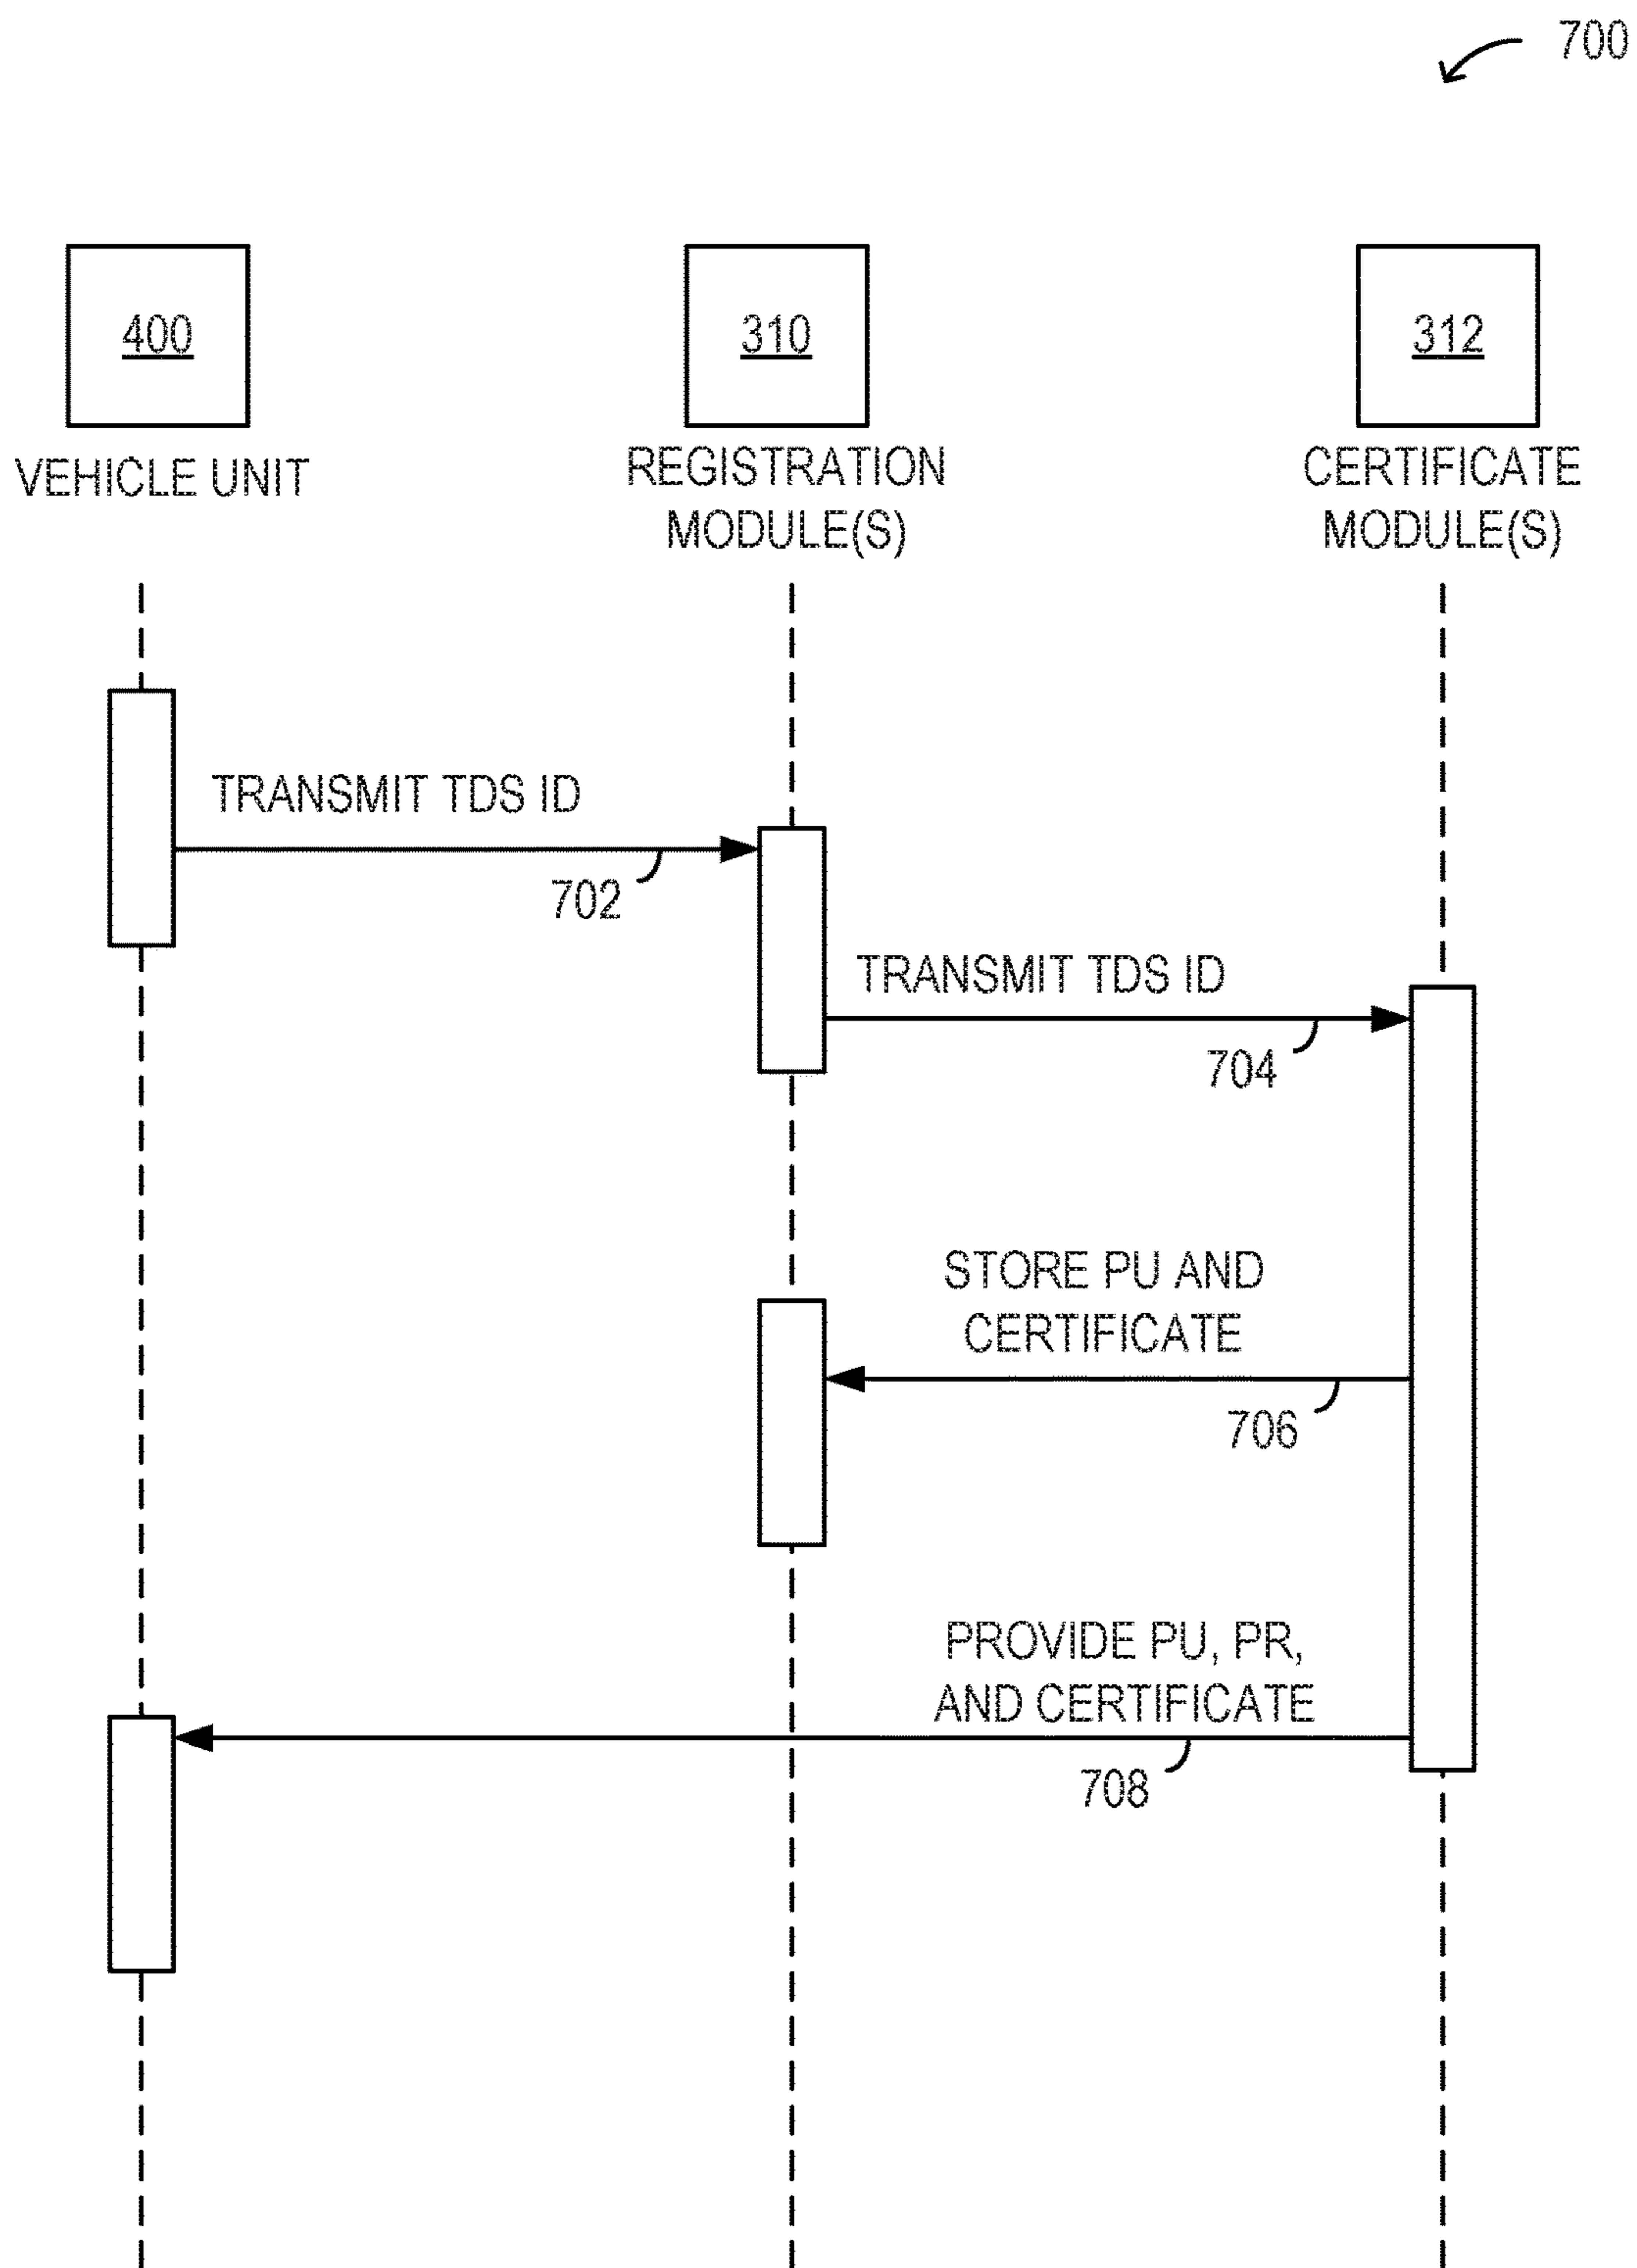 700
400
310
312
VEHICLE UNIT
REGISTRATION
MODULE(S)
CERTIFICATE
MODULE(S)
TRANSMIT TDS ID
702
TRANSMIT TDS ID
704
STORE PU AND
CERTIFICATE
706
PROVIDE PU, PR,
AND CERTIFICATE
708